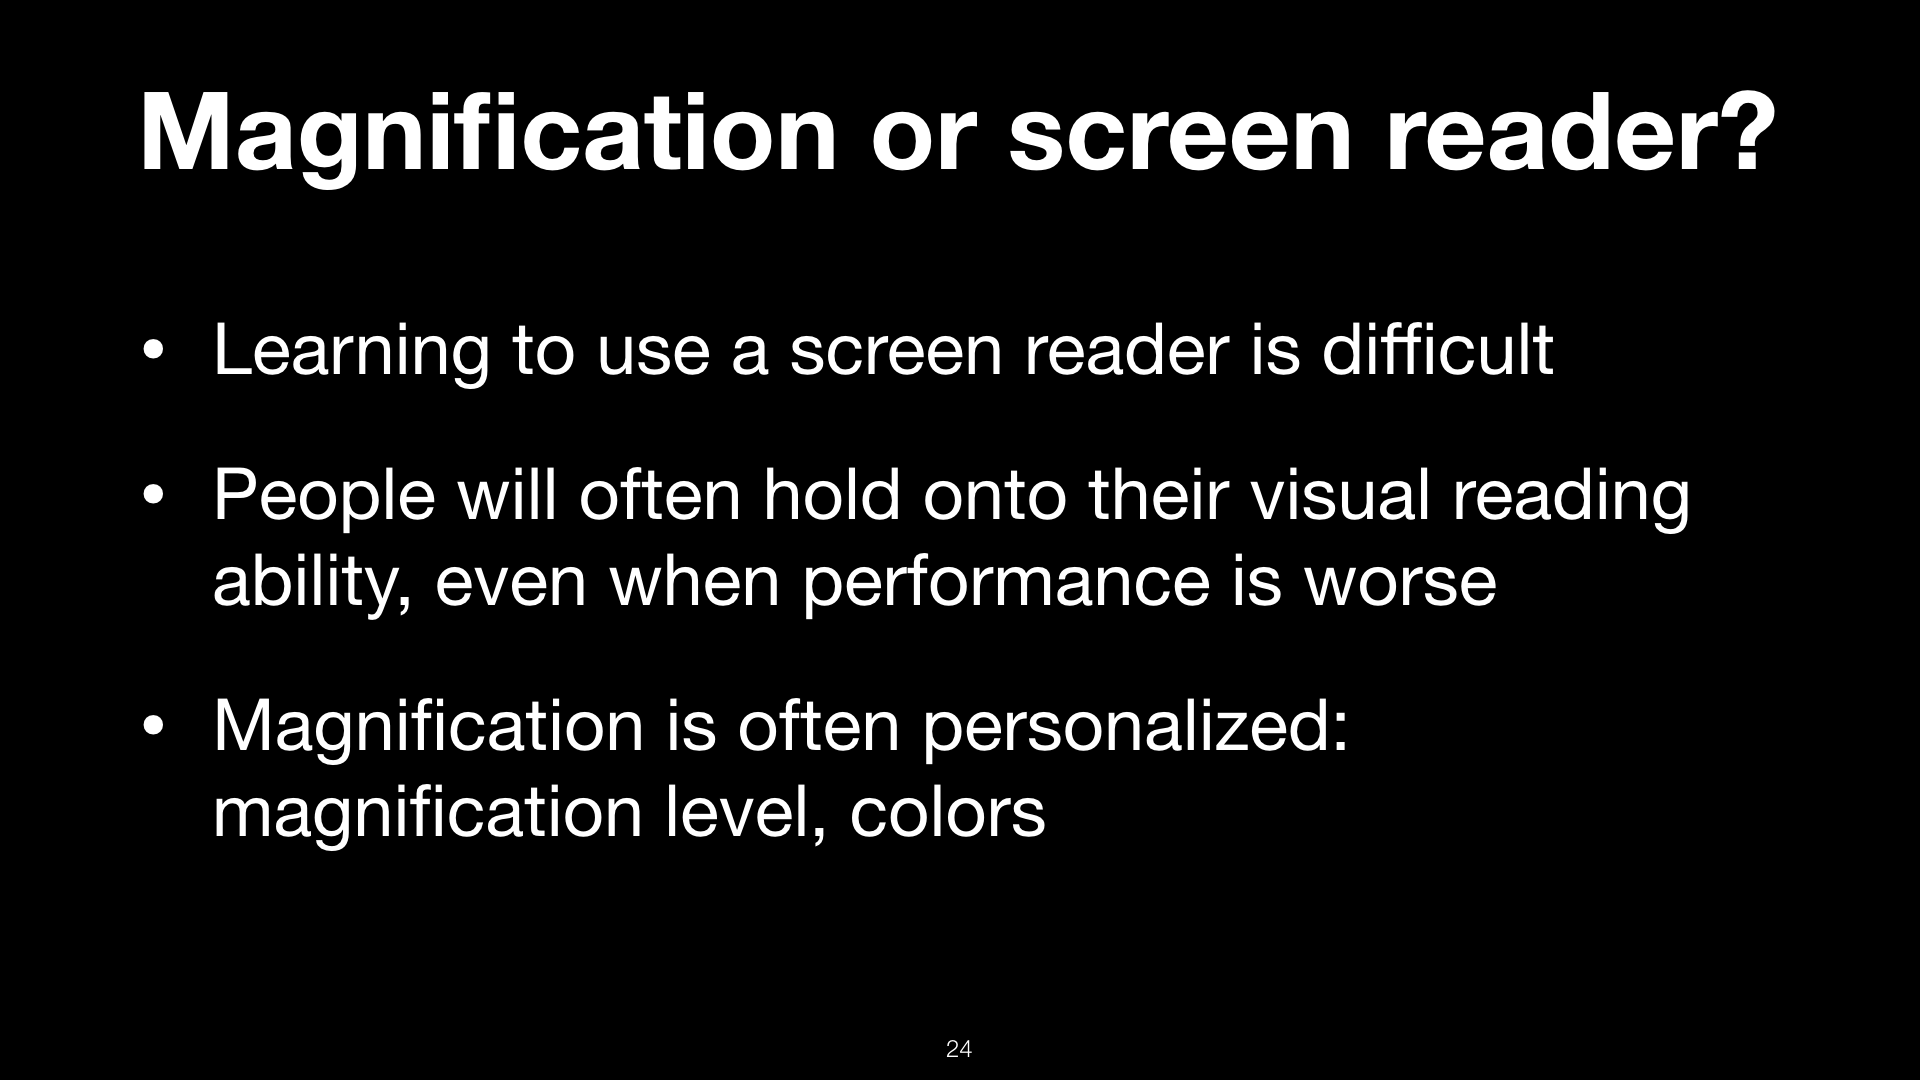 Magnification or screen reader?
• Learning to use a screen reader is difficult
• People will often hold onto their visual reading
ability, even when performance is worse
• Magnification is often personalized:
magnification level, colors
24